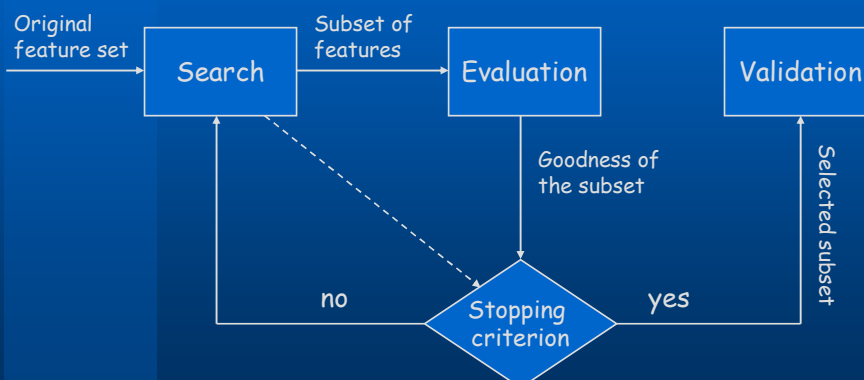 Original
feature set
Search
Subset of
features
Evaluation
Validation
Goodness of
the subset
Selected subset
no
Stopping
criterion
yes